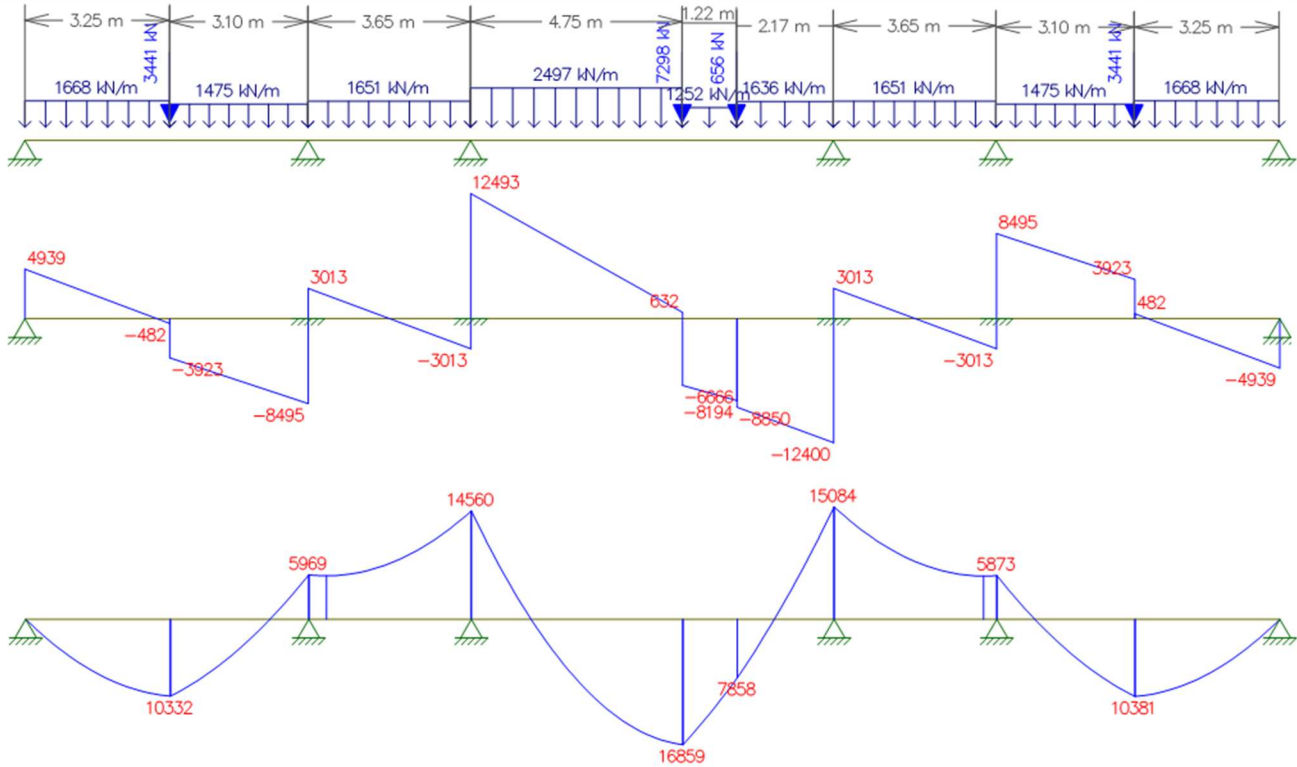 3.25 m 3.10 m 3.65 m 4.75 m 1.22 m 2.17 m 3.65 m 3.10 m 3.25 m
3441 kN 7298 kN 656 kN 3441 kN
1668 kN/m 1475 kN/m 1651 kN/m 2497 kN/m 1252 kN/m 1636 kN/m 1651 kN/m 1475 kN/m 1668 kN/m
12493
4939 3013 632 3013 8495 3923 482
-482 -3923 -8495 -3013 -6666 -8194 -8850 -12400 -3013 -4939
14560 15084
5969 5873
10332 16859 7858 10381